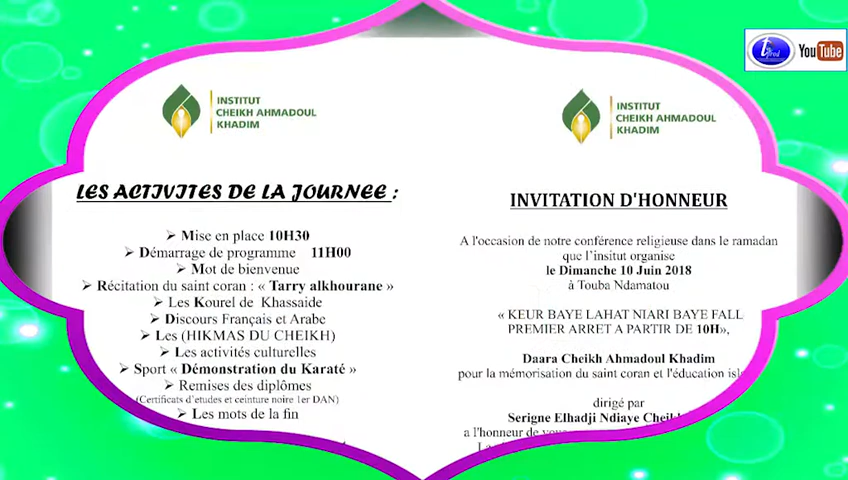 YouTube
INSTITUT
CHEIKH AHMADOUL
KHADIM
LES ACTIVITES DE LA JOURNEE :
Mise en place 10H30
Démarrage de programme 11H00
Mot de bienvenue
Récitation du saint coran : « Tarry alkhourane »
Les Kourel de Khassaide
Discours Français et Arabe
Les (HIKMAS DU CHEIKH)
Les activités culturelles
Sport « Démonstration du Karaté »
Remises des diplômes
(Certificats d'etudes et ceinture noire 1er DAN)
Les mots de la fin
INSTITUT
CHEIKH AHMADOUL
KHADIM
INVITATION D'HONNEUR
A l'occasion de notre conférence religieuse dans le ramadan
que l'insitut organise
le Dimanche 10 Juin 2018
à Touba Ndamatou
« KEUR BAYE LAHAT NIARI BAYE FALL
PREMIER ARRET A PARTIR DE 10H»,
Daara Cheikh Ahmadoul Khadim
pour la mémorisation du saint coran et l'éducation
dirigé par
Serigne Elhadji Ndiaye
a l'honneur de